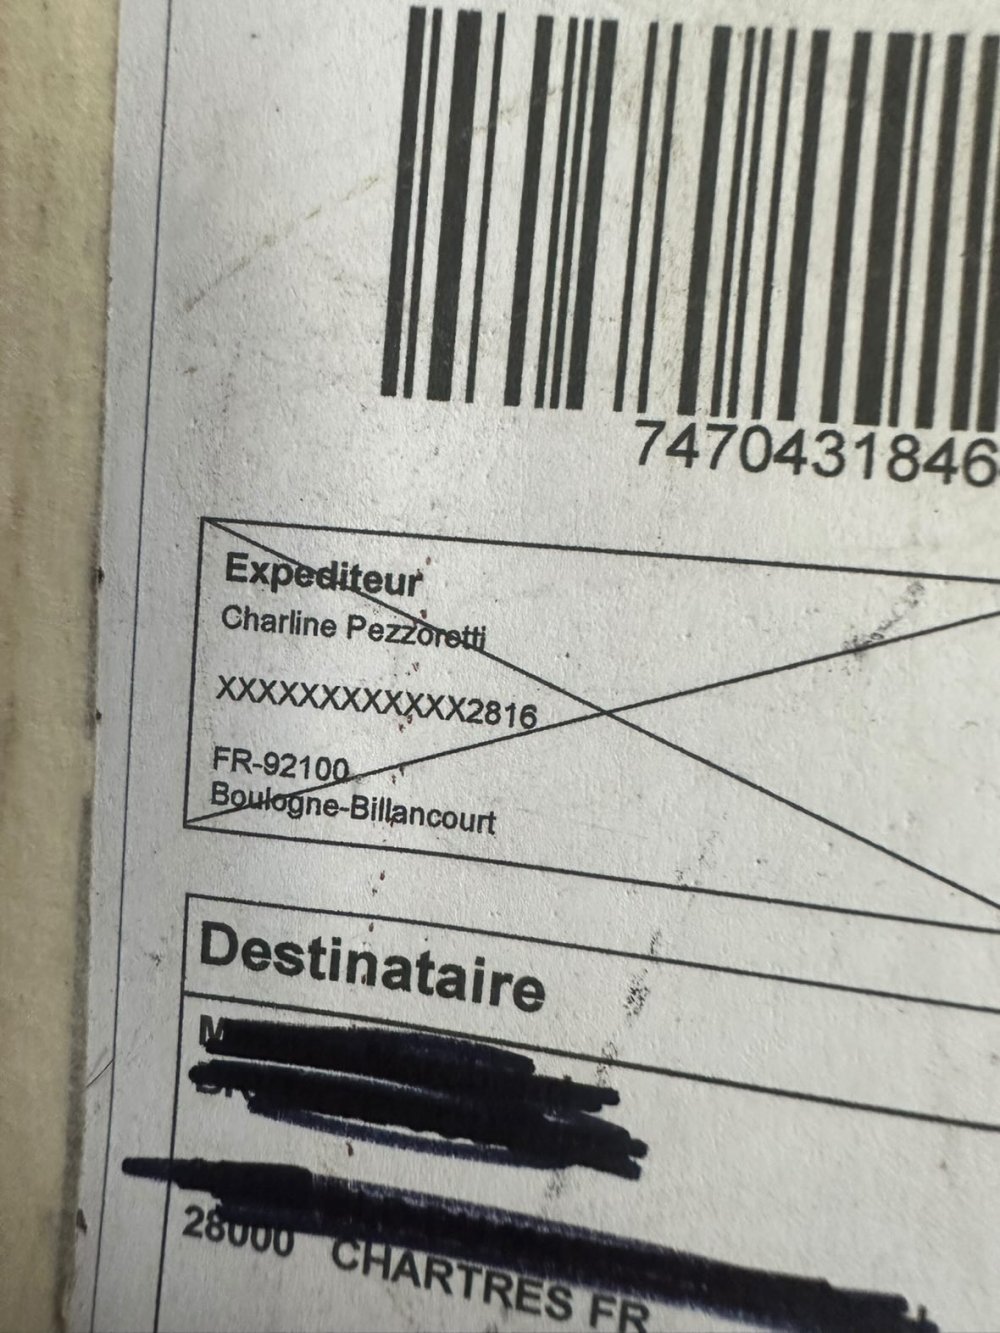 7470431846
Expediteur
Charline Pezzoretti
XXXXXXXXXXXX2816
FR-92100
Boulogne-Billancourt
Destinataire
28000 CHARTRES FR